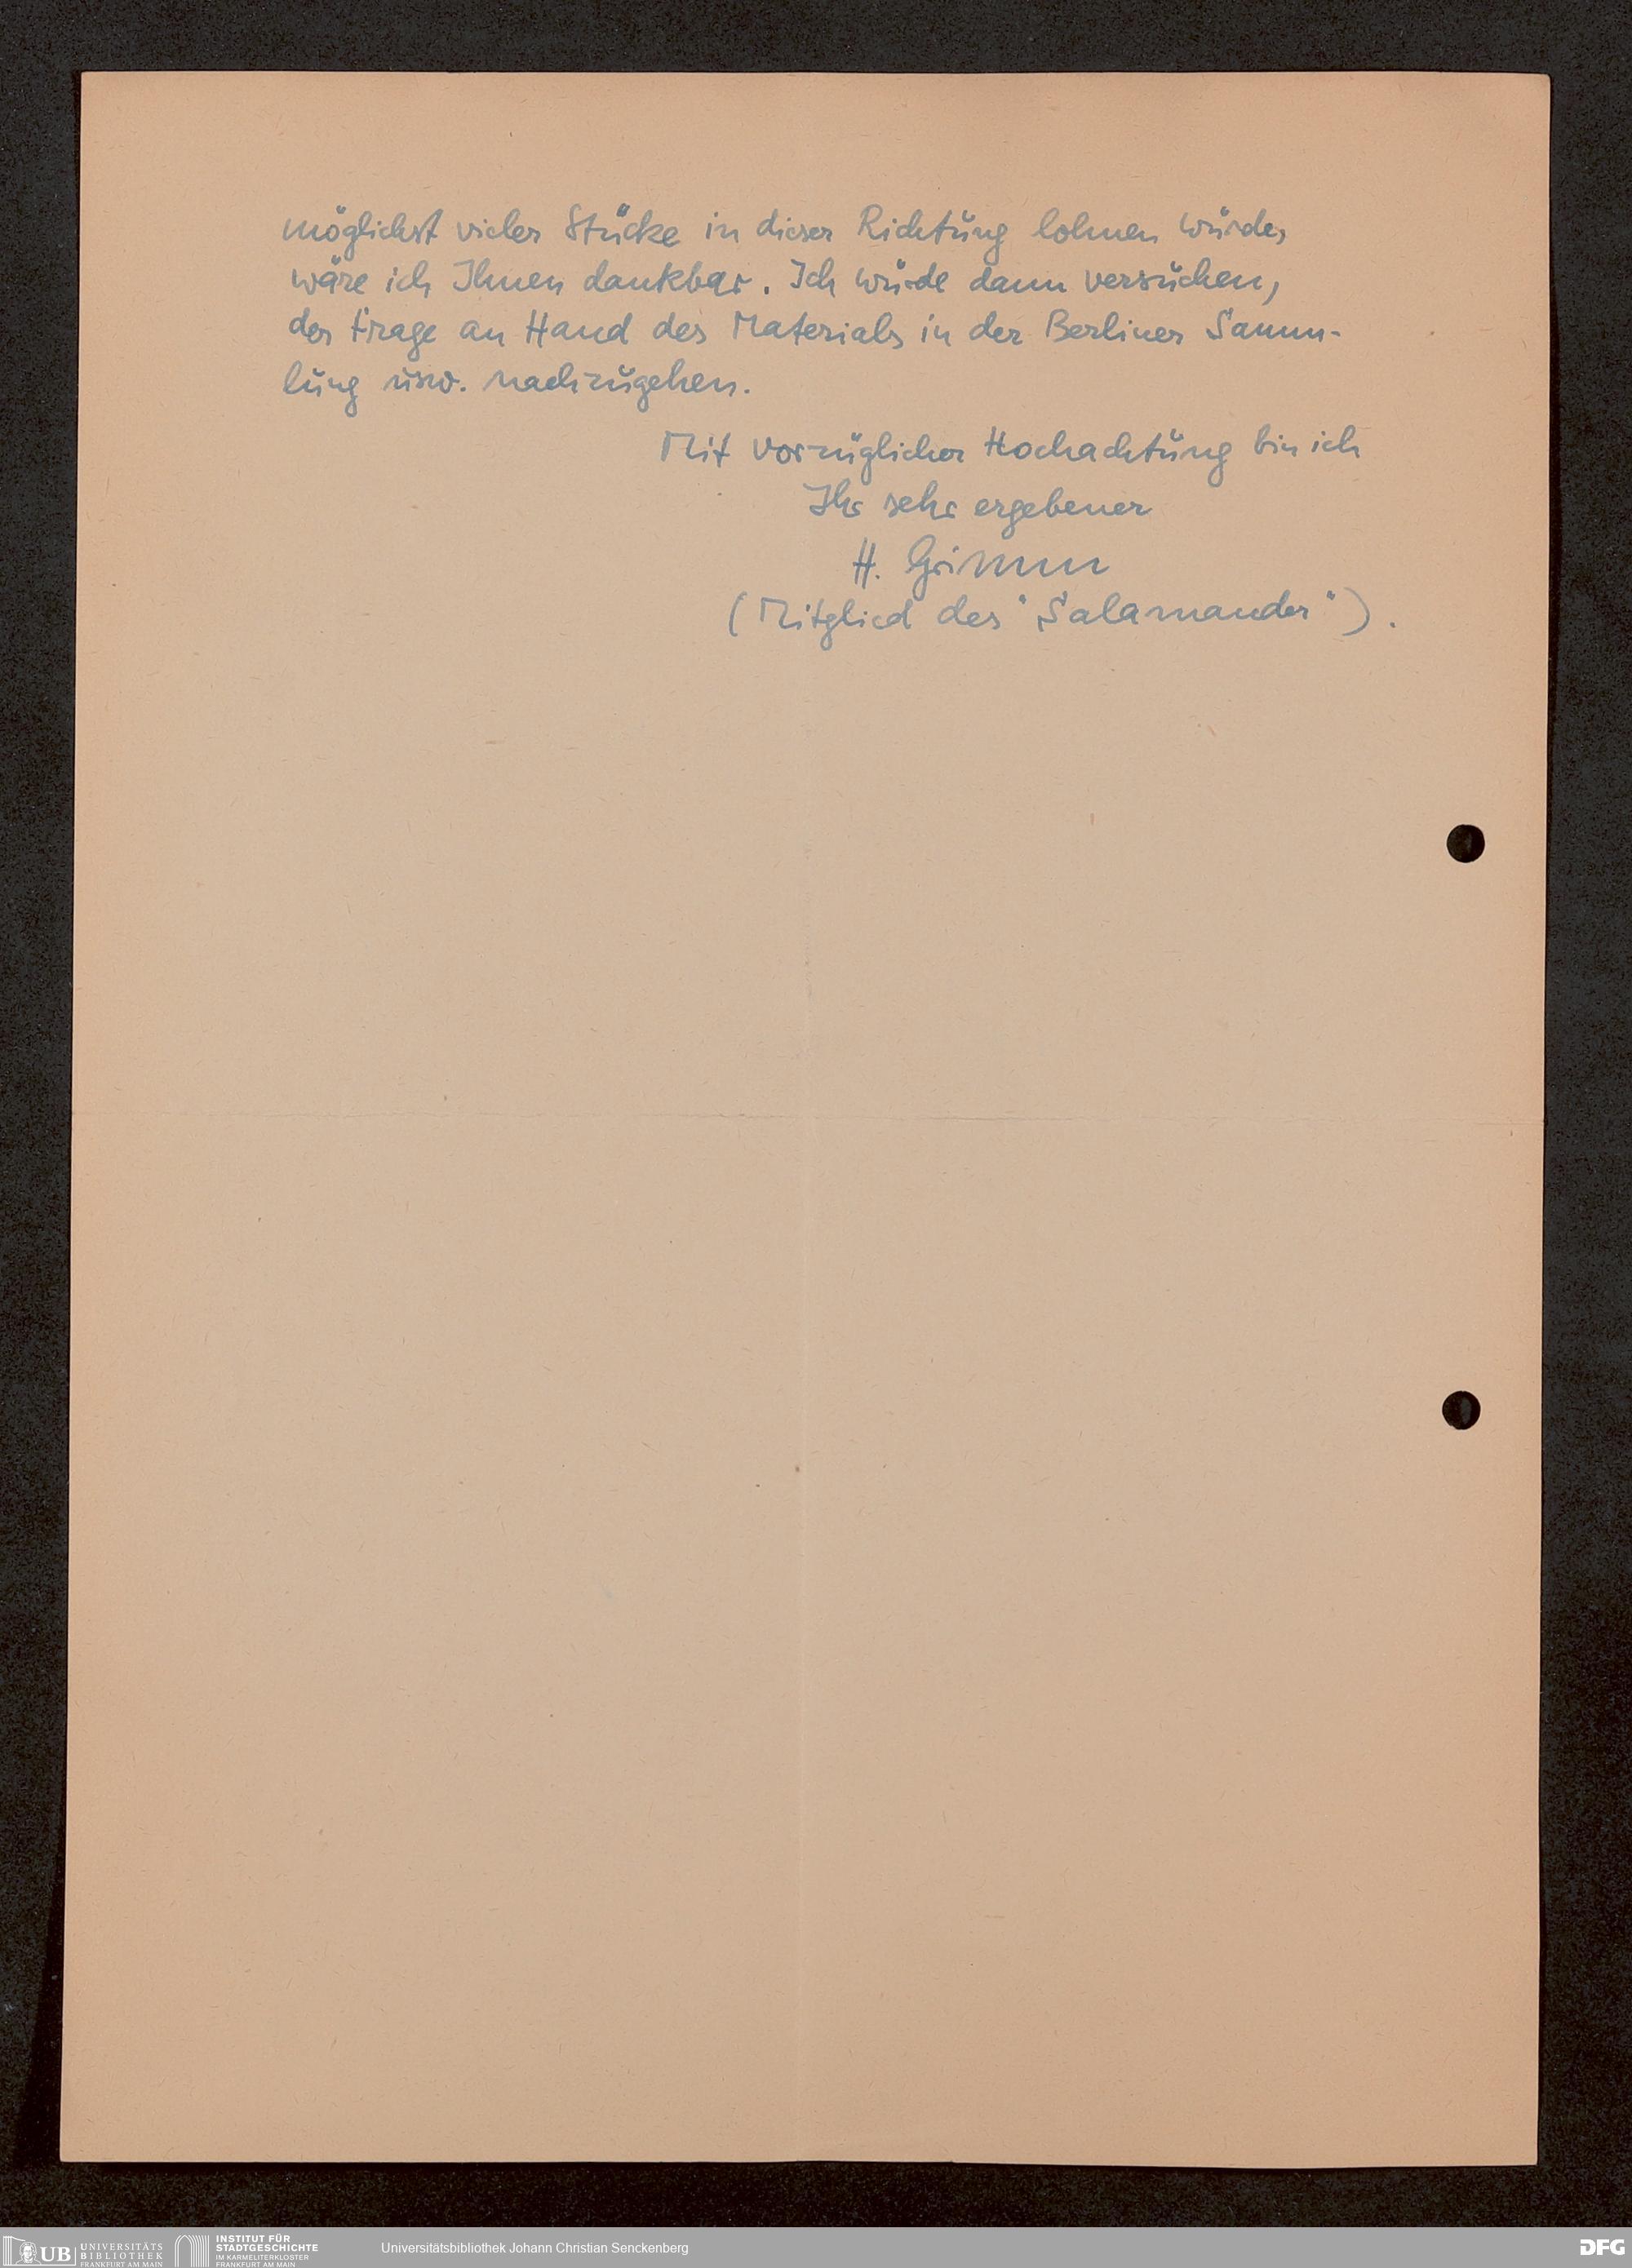 möglichst vieler Stücke in dieser Richtung lohnen würde,
wäre ich Ihnen dankbar. Ich würde dann versuchen,
der Frage an Hand des Materials in der Berliner Samm-
lung usw. nachzugehen.
Mit vorzüglicher Hochachtung bin ich
Ihr sehr ergebener
H. Grimm
(Mitglied des "Salamander").
UB UNIVERSITÄTS BIBLIOTHEK FRANKFURT AM MAIN
INSTITUT FÜR STADTGESCHICHTE IM KARMELITERKLOSTER FRANKFURT AM MAIN
Universitätsbibliothek Johann Christian Senckenberg
DFG